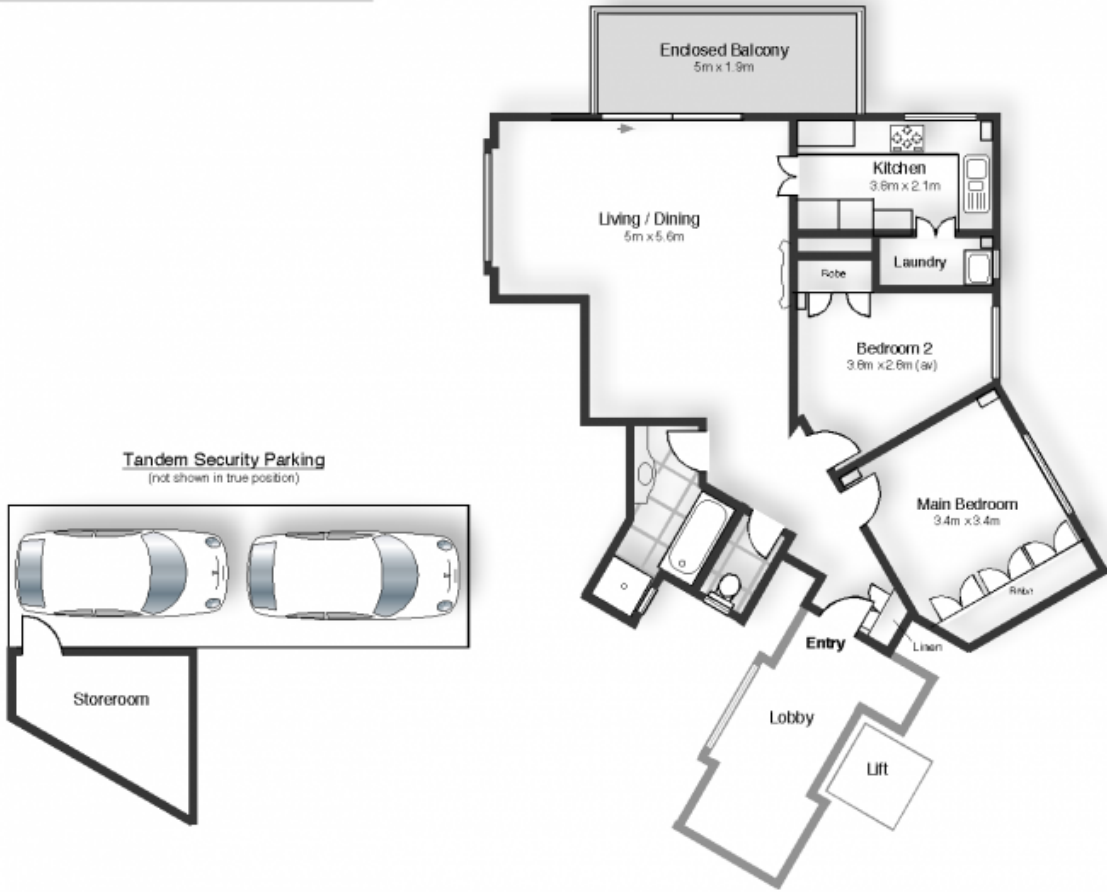 Enclosed Balcony
5m x 1.9m
Kitchen
3.8m x 2.1m
Living / Dining
5m x 5.6m
Laundry
Robe
Bedroom 2
3.8m x 2.8m (av)
Tandem Security Parking
(not shown in true position)
Main Bedroom
3.4m x 3.4m
Robe
Entry
Linen
Storeroom
Lobby
Lift